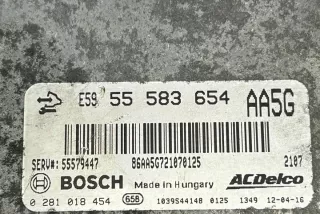 E59 55 583 654 AA5G
SERV#: 55579447 86AA5G721070125 2107
BOSCH Made in Hungary ACDelco
0 281 018 454 658 1039S44148 0125 1349 12-04-16